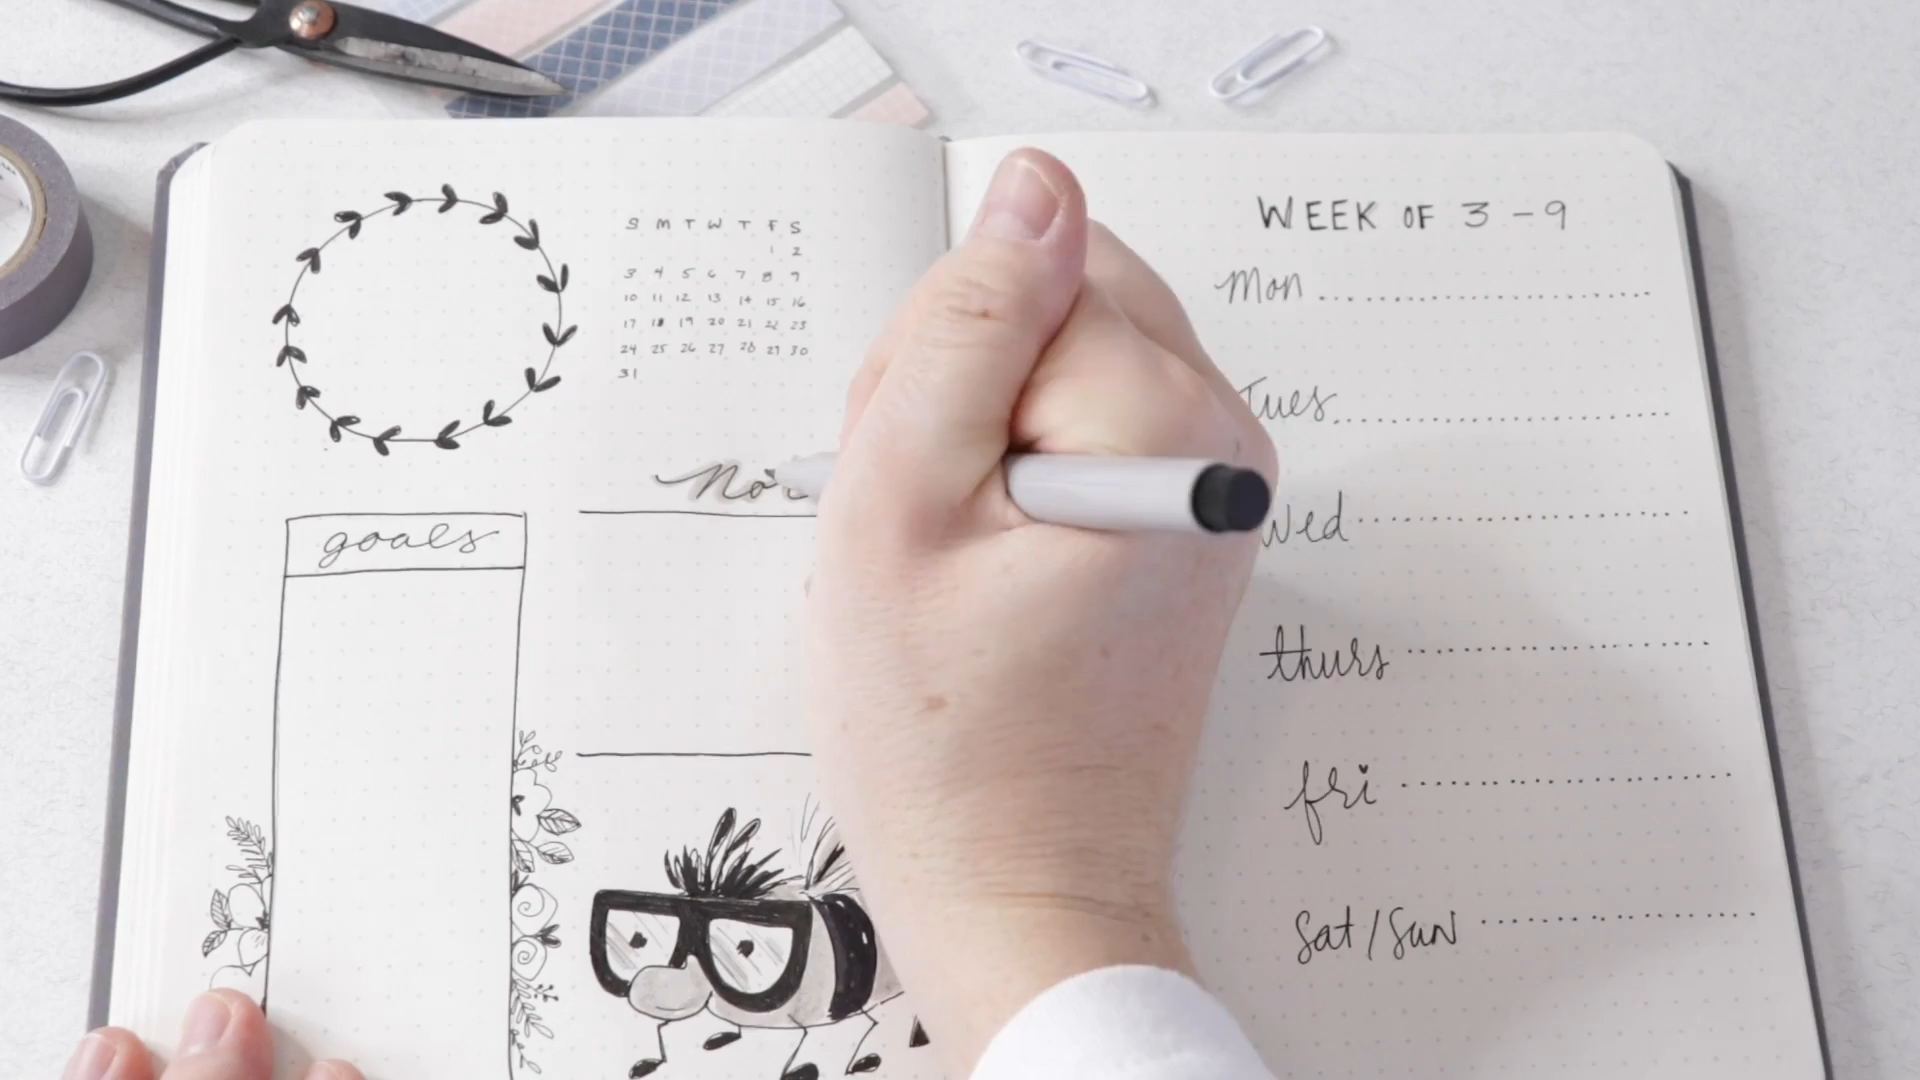 S M T W T F S
1 2
3 4 5 6 7 8 9
10 11 12 13 14 15 16
17 18 19 20 21 22 23
24 25 26 27 28 29 30
31
goals
WEEK OF 3 - 9
Mon
Tues
Wed
thurs
fri
Sat/Sun